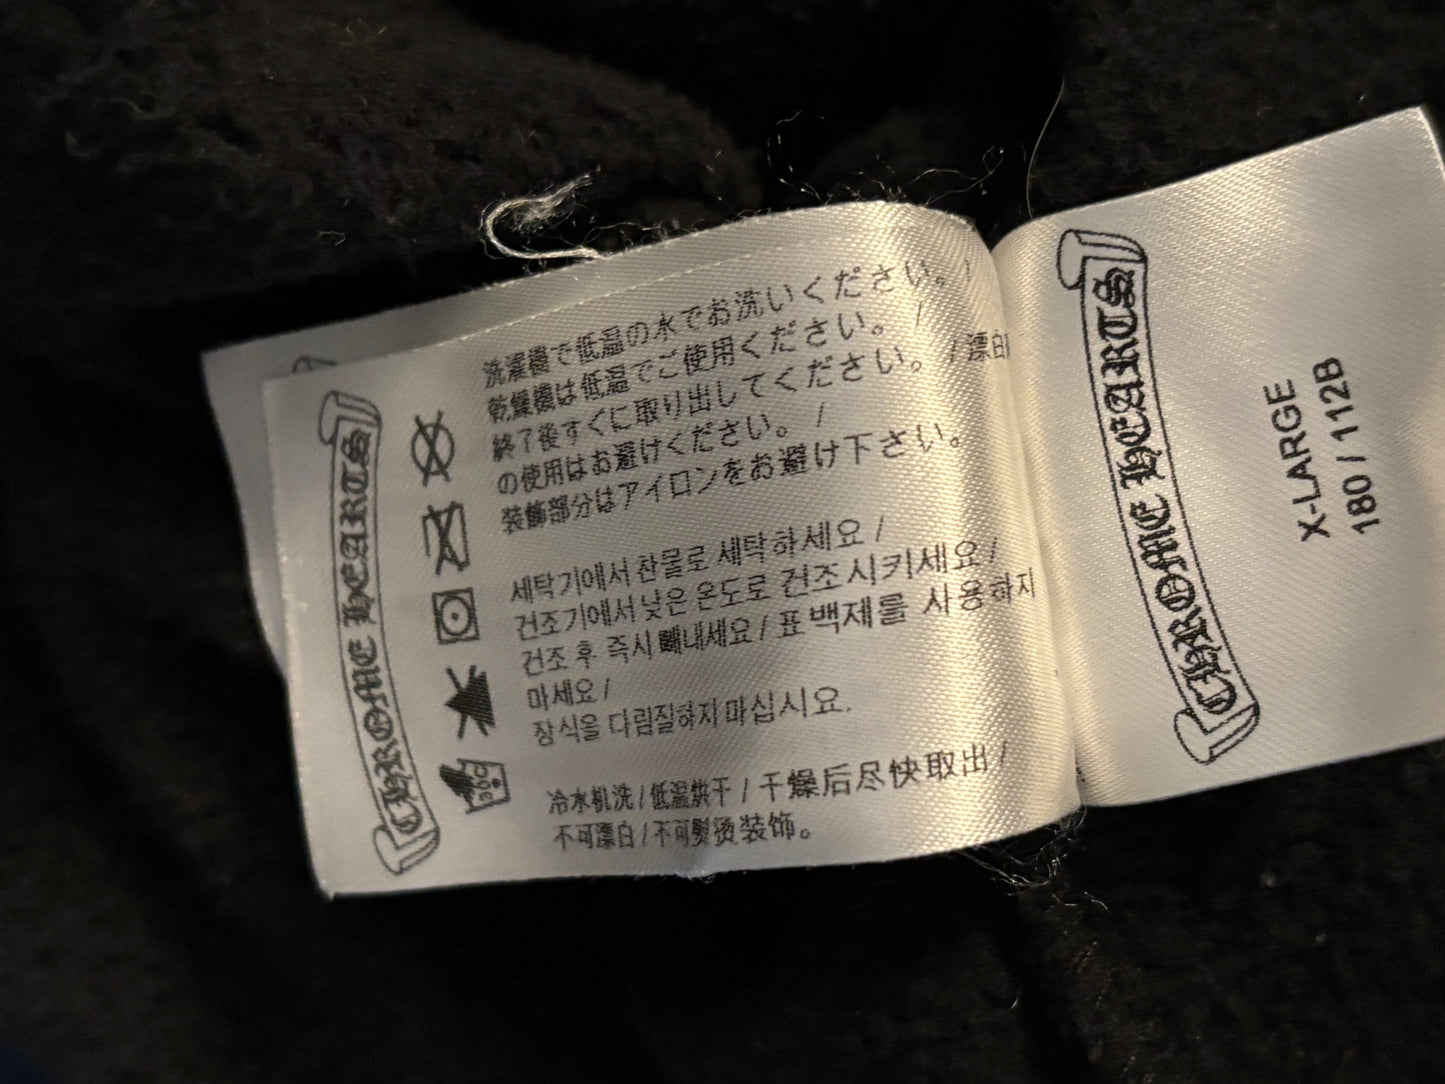 CHROME HEARTS
洗濯機で低温の水でお洗いください。/
乾燥機は低温でご使用ください。/
終了後すぐに取り出してください。/ 漂白
の使用はお避けください。/
装飾部分はアイロンをお避け下さい。
세탁기에서 찬물로 세탁하세요 /
건조기에서 낮은 온도로 건조시키세요 /
건조 후 즉시 빼내세요 / 표백제를 사용하지
마세요 /
장식을 다림질하지마십시요.
冷水机洗 / 低温烘干 / 干燥后尽快取出 /
不可漂白 / 不可熨烫装饰。
30C
CHROME HEARTS
X-LARGE
180 / 112B